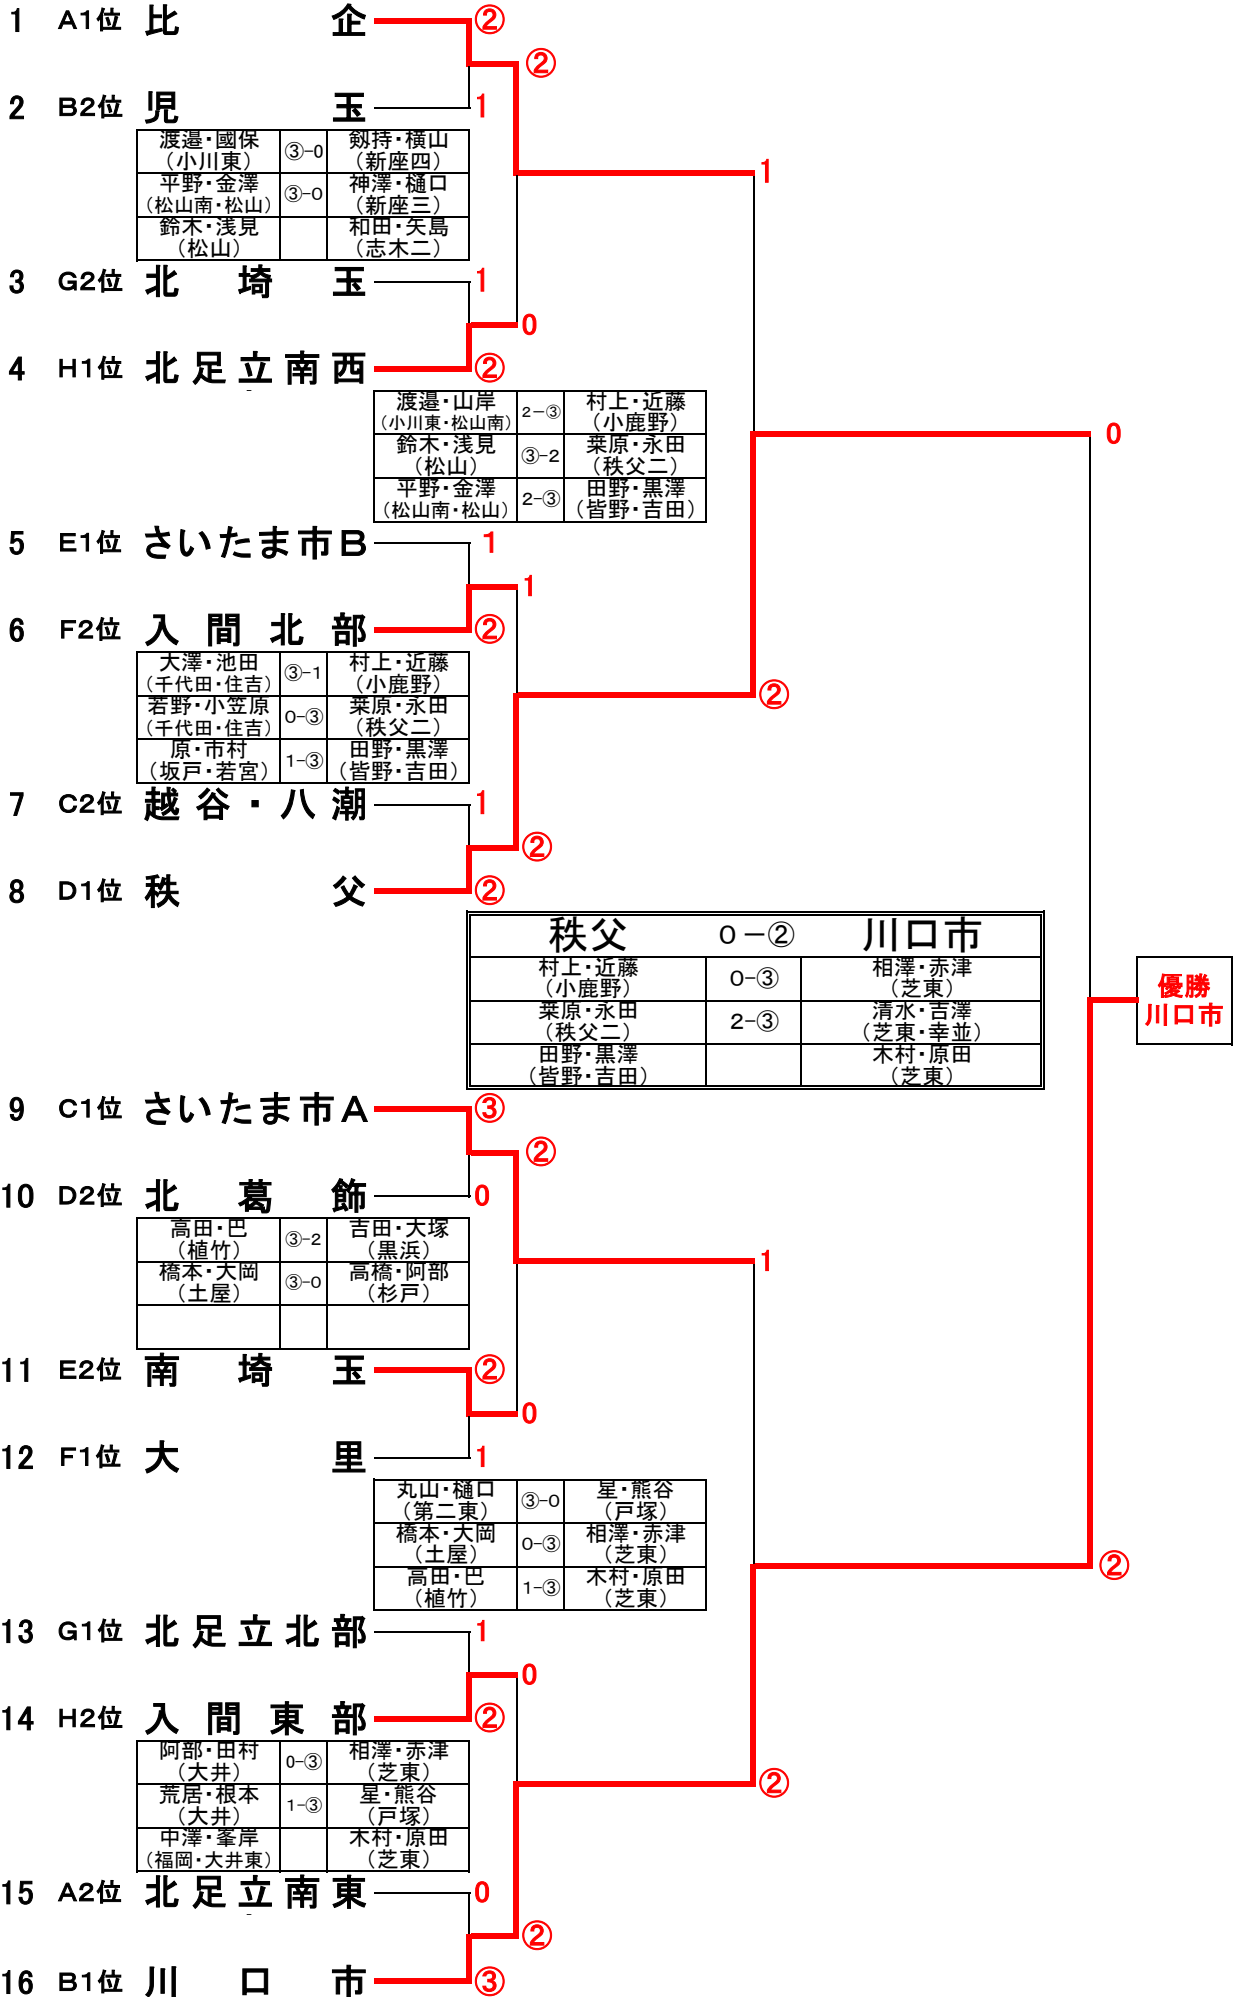 1 A1位 比 企 ②
②
2 B2位 児 玉 1
渡邉・國保 ③-0 剱持・横山
（小川東） （新座四）
平野・金澤 ③-0 神澤・樋口
（松山南・松山） （新座三）
鈴木・浅見 和田・矢島
（松山） （志木二）
1
3 G2位 北 埼 玉 1
0
4 H1位 北足立南西 ②
渡邉・山岸 2－③ 村上・近藤
（小川東・松山南） （小鹿野）
鈴木・浅見 ③-2 菜原・永田
（松山） （秩父二）
平野・金澤 2-③ 田野・黒澤
（松山南・松山） （皆野・吉田）
0
5 E1位 さいたま市B 1
1
6 F2位 入間北部 ②
大澤・池田 ③-1 村上・近藤
（千代田・住吉） （小鹿野）
若野・小笠原 0-③ 菜原・永田
（千代田・住吉） （秩父二）
原・市村 1-③ 田野・黒澤
（坂戸・若宮） （皆野・吉田）
②
7 C2位 越谷・八潮 1
②
8 D1位 秩 父 ②
秩父 0－② 川口市
村上・近藤 0-③ 相澤・赤津
（小鹿野） （芝東）
菜原・永田 2-③ 清水・吉澤
（秩父二） （芝東・幸並）
田野・黒澤 木村・原田
（皆野・吉田） （芝東）
優勝
川口市
9 C1位 さいたま市A ③
②
10 D2位 北 葛 飾 0
高田・巴 ③-2 吉田・大塚
（植竹） （黒浜）
橋本・大岡 ③-0 高橋・阿部
（土屋） （杉戸）
1
11 E2位 南 埼 玉 ②
0
12 F1位 大 里 1
丸山・樋口 ③-0 星・熊谷
（第二東） （戸塚）
橋本・大岡 0-③ 相澤・赤津
（土屋） （芝東）
高田・巴 1-③ 木村・原田
（植竹） （芝東）
②
13 G1位 北足立北部 1
0
14 H2位 入間東部 ②
阿部・田村 0-③ 相澤・赤津
（大井） （芝東）
荒居・根本 1-③ 星・熊谷
（大井） （戸塚）
中澤・峯岸 木村・原田
（福岡・大井東） （芝東）
②
15 A2位 北足立南東 0
②
16 B1位 川 口 市 ③